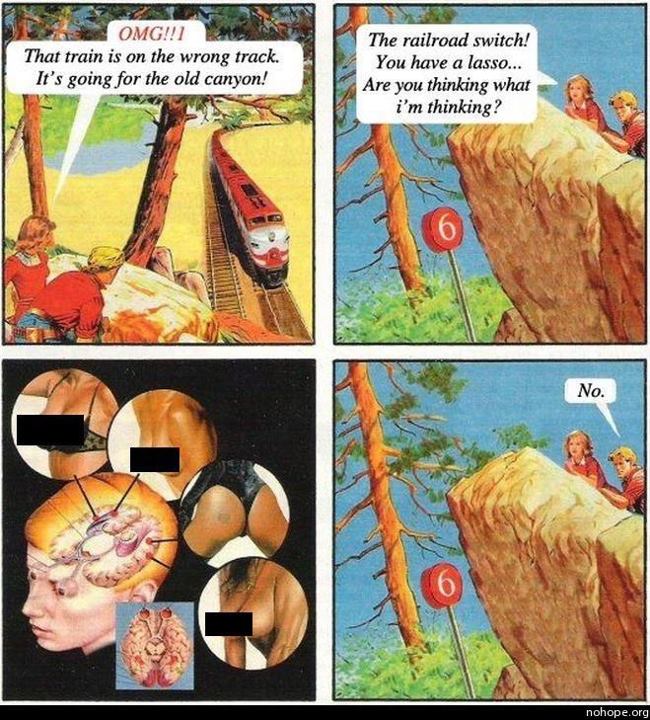 OMG!!1
That train is on the wrong track.
It's going for the old canyon!
The railroad switch!
You have a lasso...
Are you thinking what
i'm thinking?
6
No.
6
nohope.org